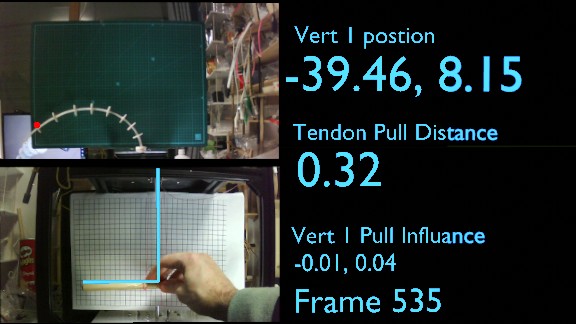 Vert 1 postion
-39.46, 8.15
Tendon Pull Distance
0.32
Vert 1 Pull Influance
-0.01, 0.04
Frame 535